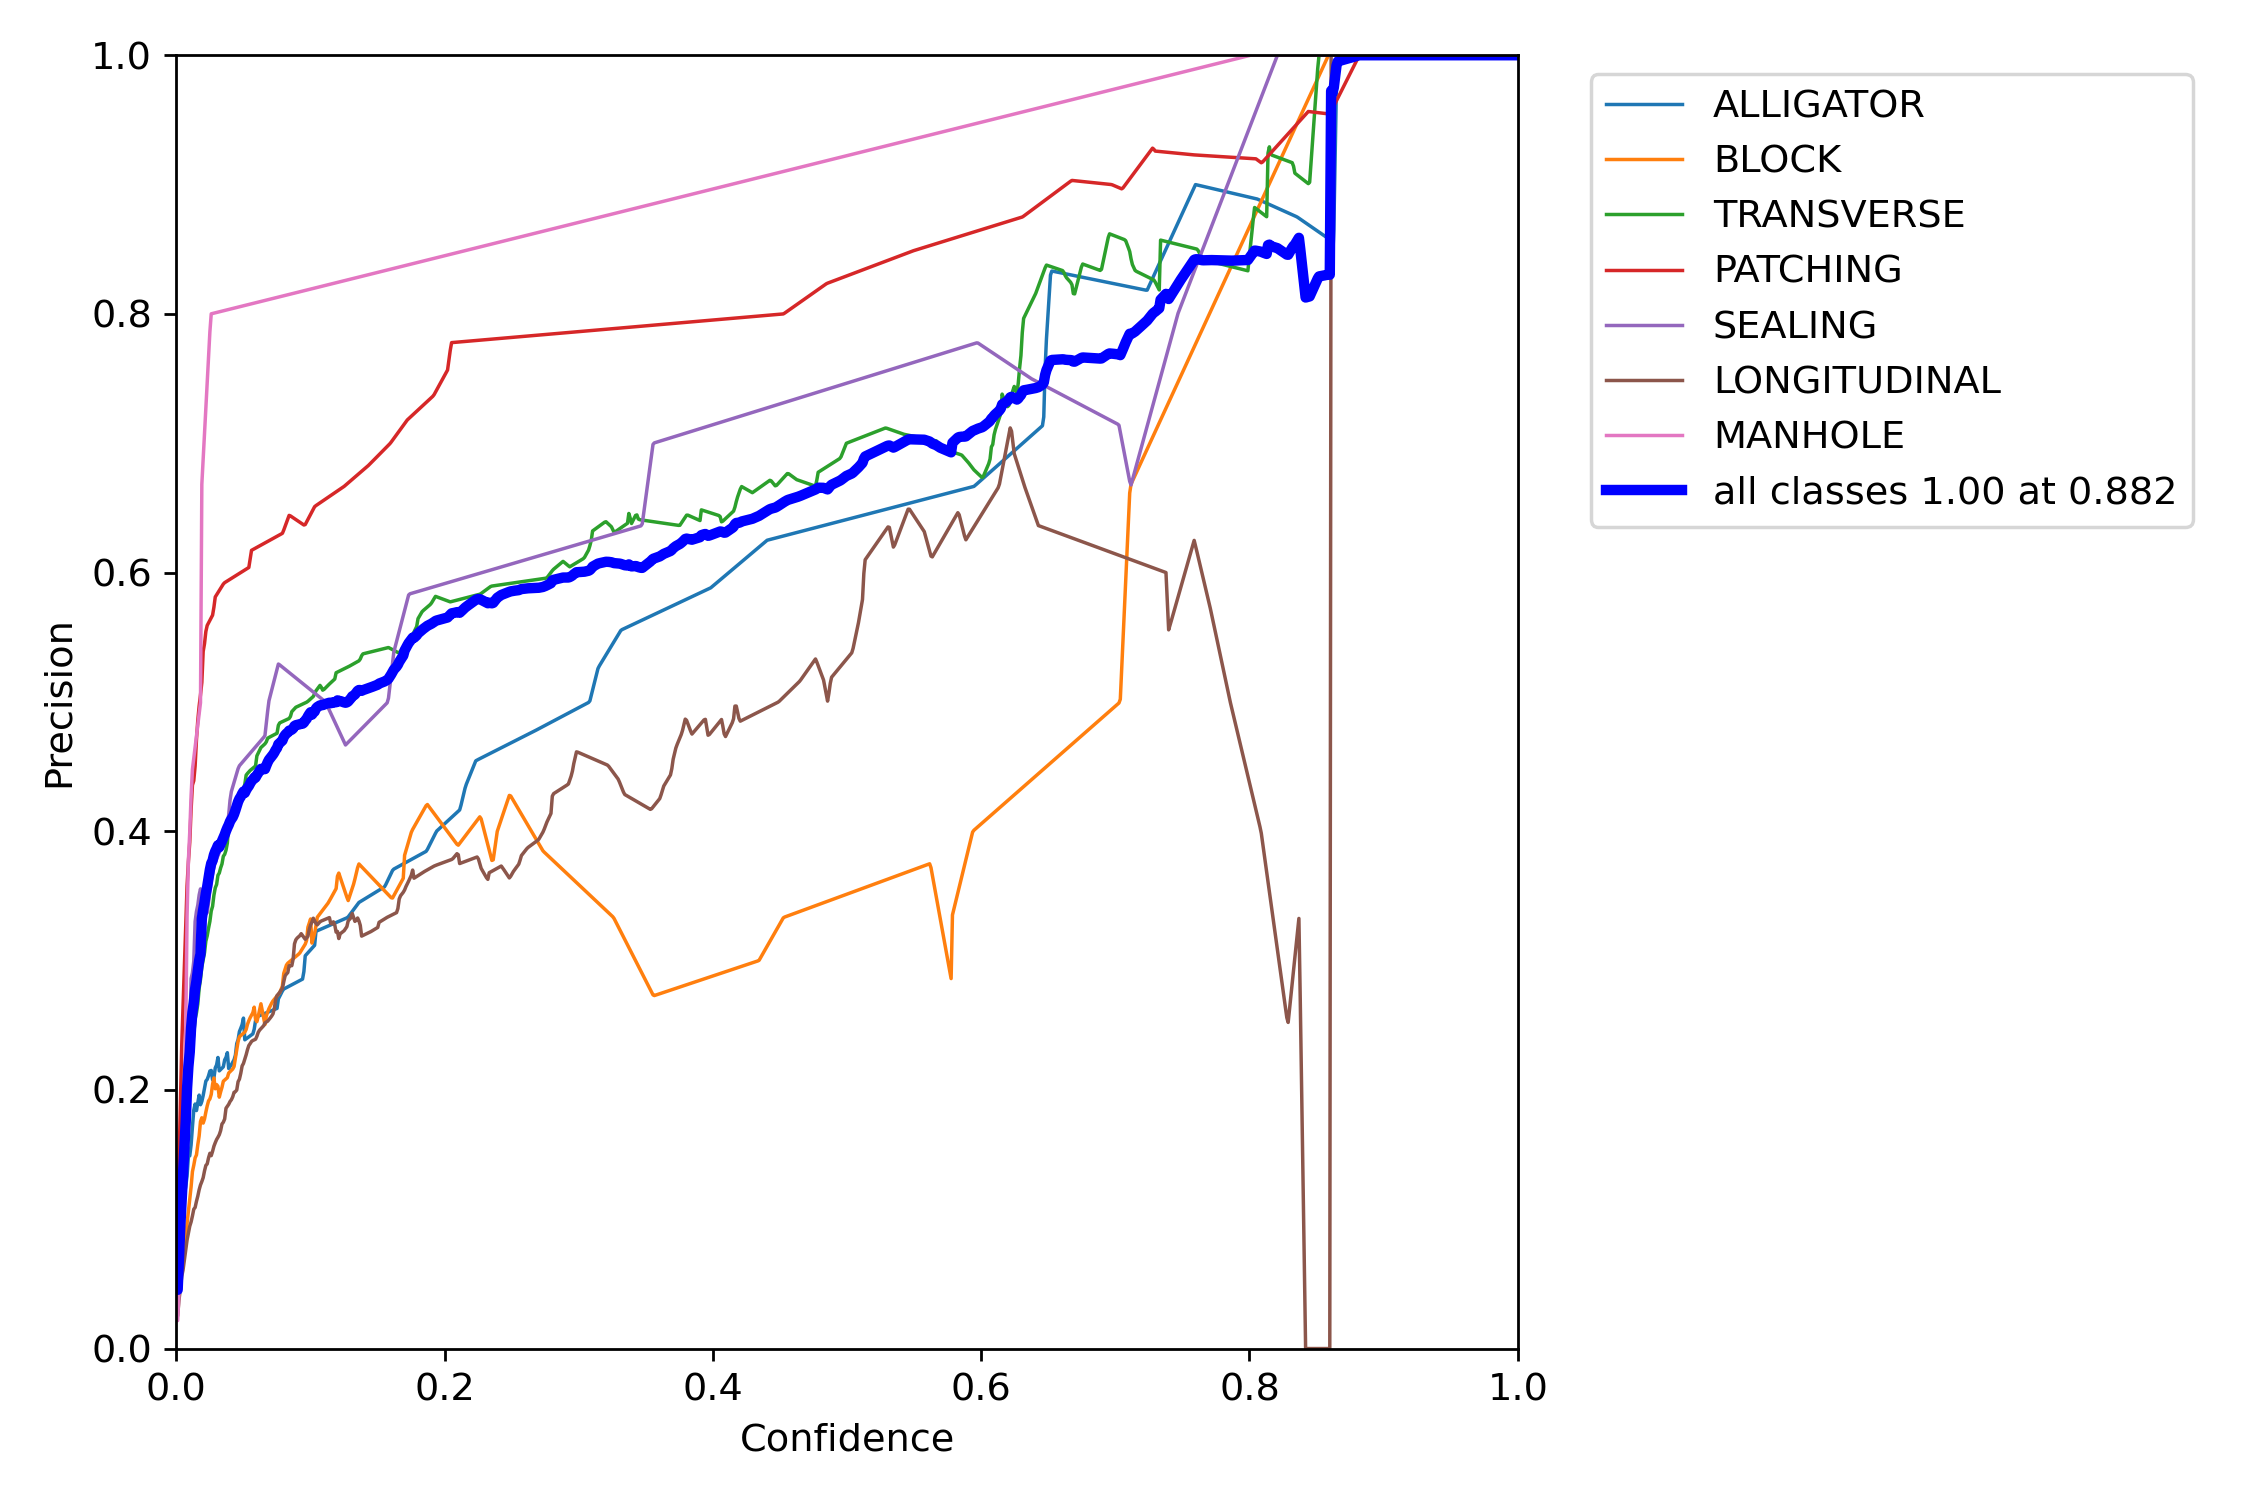 1.0
0.8
0.6
0.4
0.2
0.0
Precision
0.0 0.2 0.4 0.6 0.8 1.0
Confidence
ALLIGATOR
BLOCK
TRANSVERSE
PATCHING
SEALING
LONGITUDINAL
MANHOLE
all classes 1.00 at 0.882